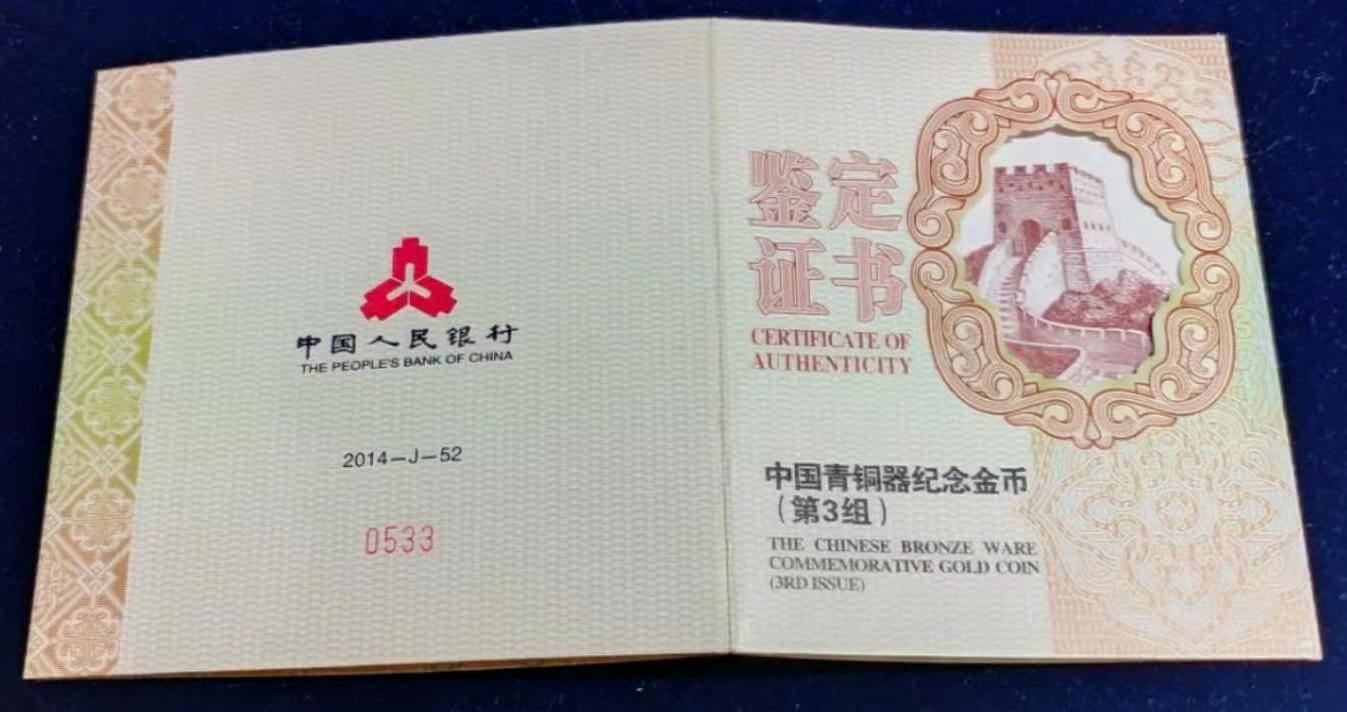 中国人民银行
THE PEOPLE'S BANK OF CHINA
2014－J－52
0533
鉴定
证书
CERTIFICATE OF
AUTHENTICITY
中国青铜器纪念金币
（第3组）
THE CHINESE BRONZE WARE
COMMEMORATIVE GOLD COIN
(3RD ISSUE)